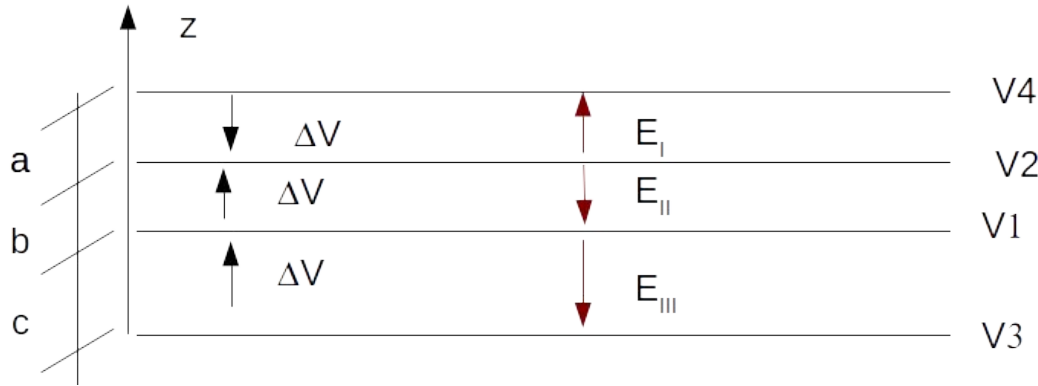 z
V4
ΔV E_I
a V2
ΔV E_II
b V1
ΔV E_III
c V3